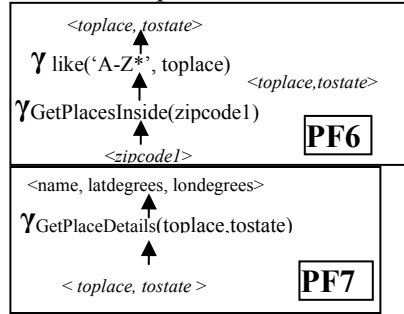 <toplace, tostate>
γ like('A-Z*', toplace)
<toplace,tostate>
γGetPlacesInside(zipcode1)
PF6
<zipcode1>
<name, latdegrees, londegrees>
γGetPlaceDetails(toplace,tostate)
PF7
< toplace, tostate >